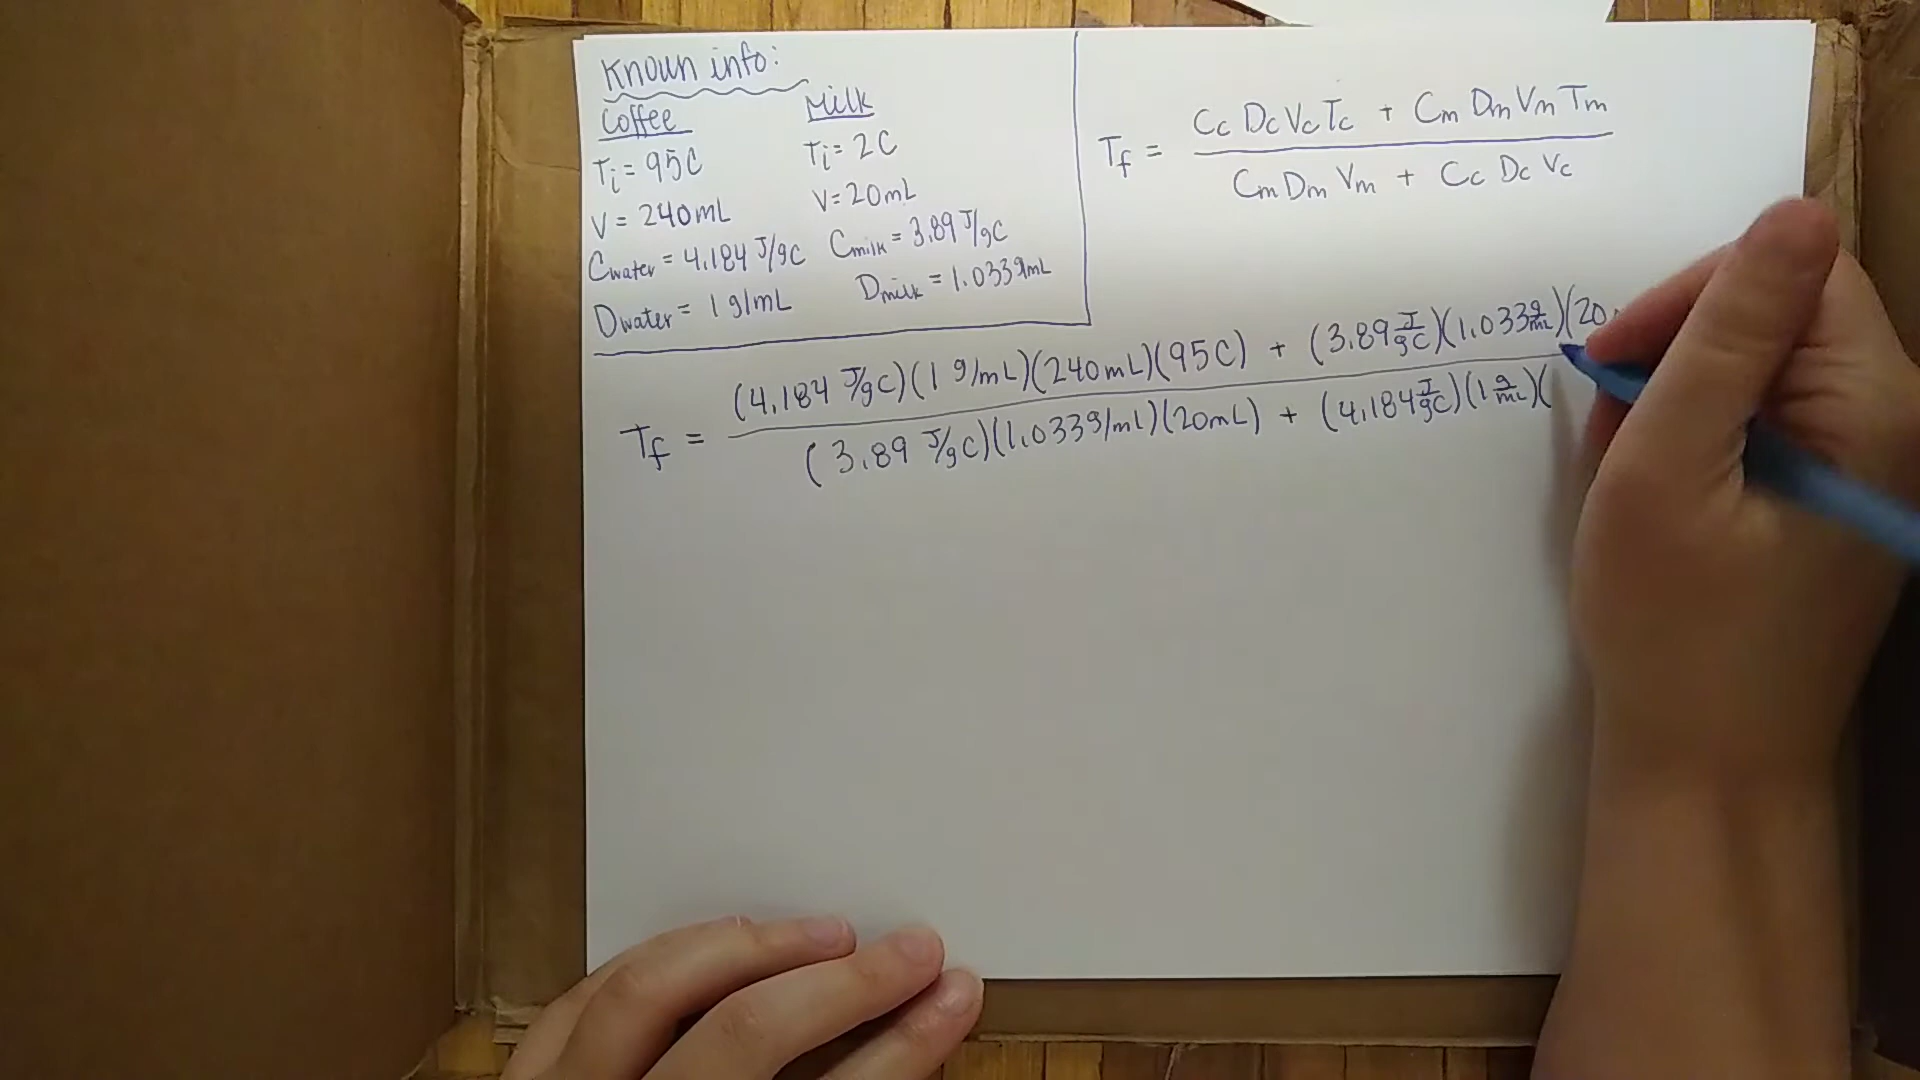 Known info:
Coffee
Ti = 95C
V = 240mL
Cwater = 4.184 J/gC
Dwater = 1 g/mL
Milk
Ti = 2C
V = 20mL
Cmilk = 3.89 J/gC
Dmilk = 1.033g/mL
Tf = (Cc Dc Vc Tc + Cm Dm Vm Tm) / (Cm Dm Vm + Cc Dc Vc)
Tf = (4.184 J/gC)(1 g/mL)(240mL)(95C) + (3.89 J/gC)(1.033 g/mL)(20
(3.89 J/gC)(1.033g/mL)(20mL) + (4.184 J/gC)(1 g/mL)(